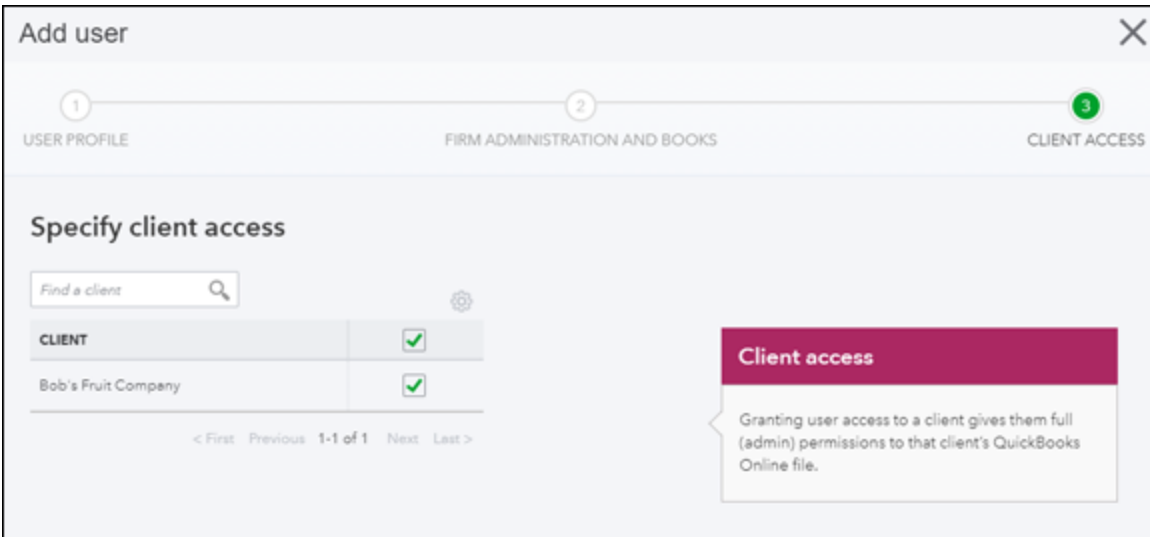 Add user
1 2 3
USER PROFILE FIRM ADMINISTRATION AND BOOKS CLIENT ACCESS
Specify client access
Find a client
CLIENT
Bob's Fruit Company
< First Previous 1-1 of 1 Next Last >
Client access
Granting user access to a client gives them full
(admin) permissions to that client's QuickBooks
Online file.